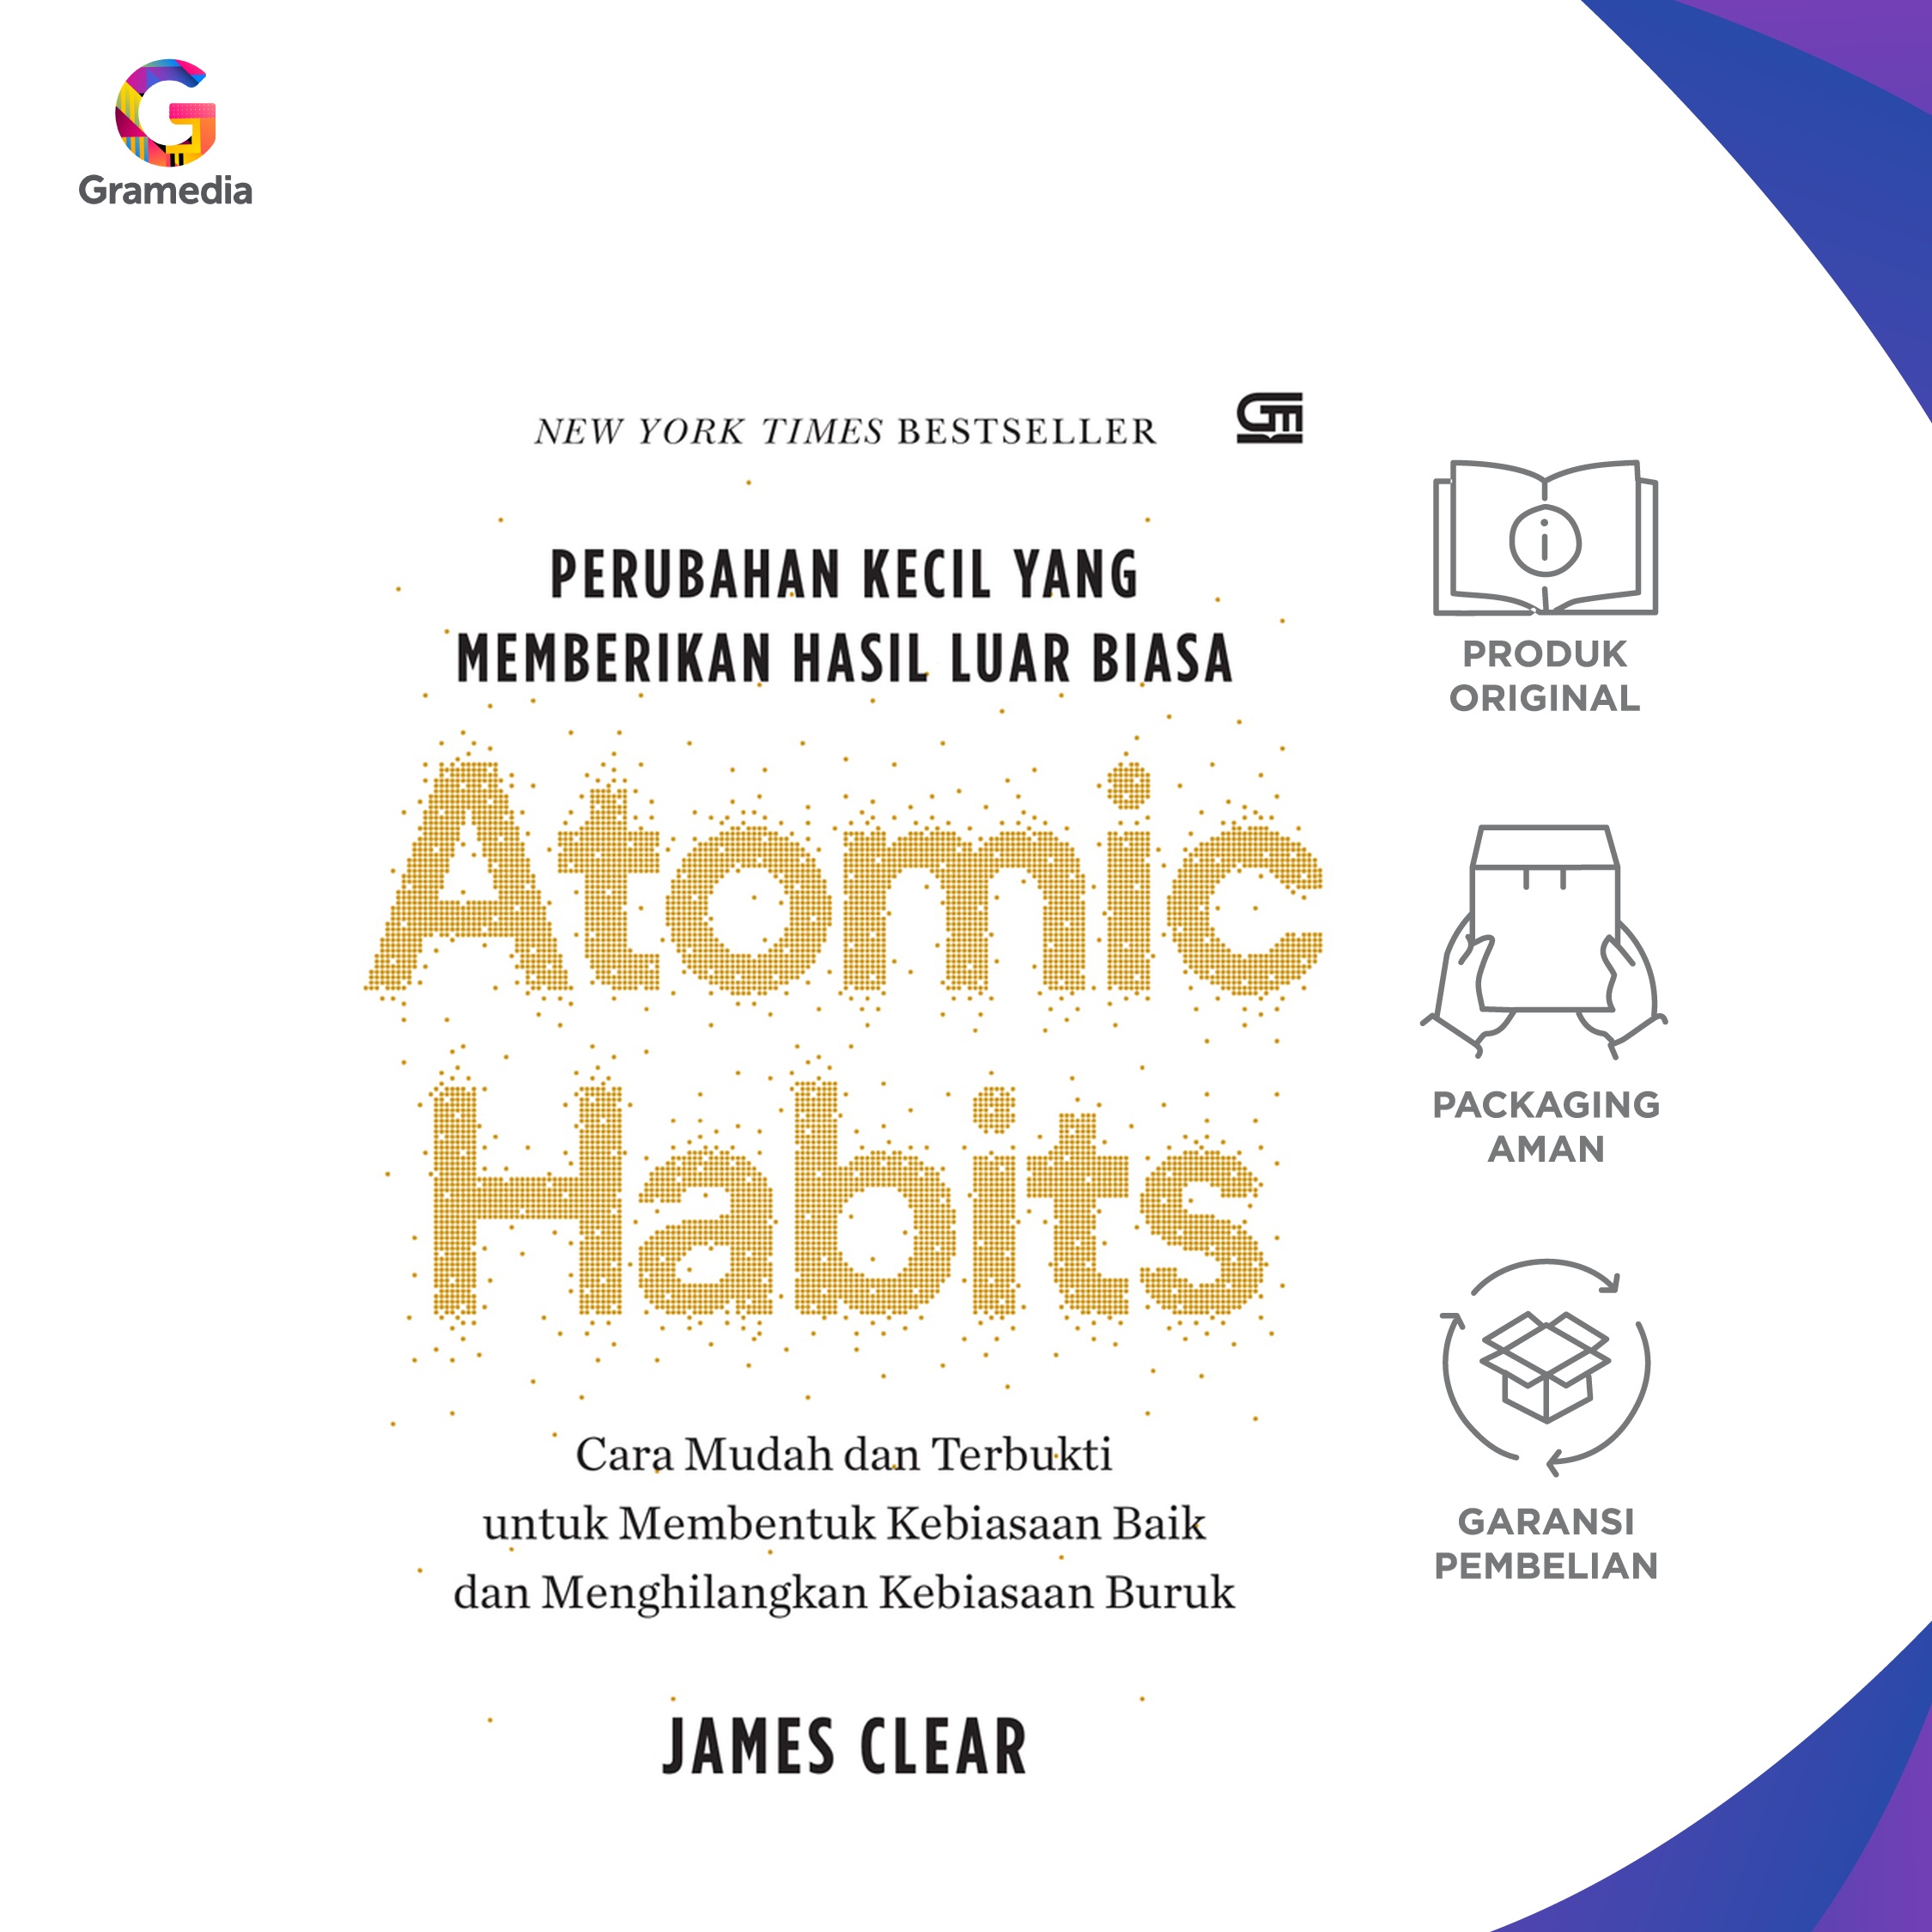 Gramedia
NEW YORK TIMES BESTSELLER
GM
PERUBAHAN KECIL YANG
MEMBERIKAN HASIL LUAR BIASA
Atomic
Habits
Cara Mudah dan Terbukti
untuk Membentuk Kebiasaan Baik
dan Menghilangkan Kebiasaan Buruk
JAMES CLEAR
PRODUK
ORIGINAL
PACKAGING
AMAN
GARANSI
PEMBELIAN